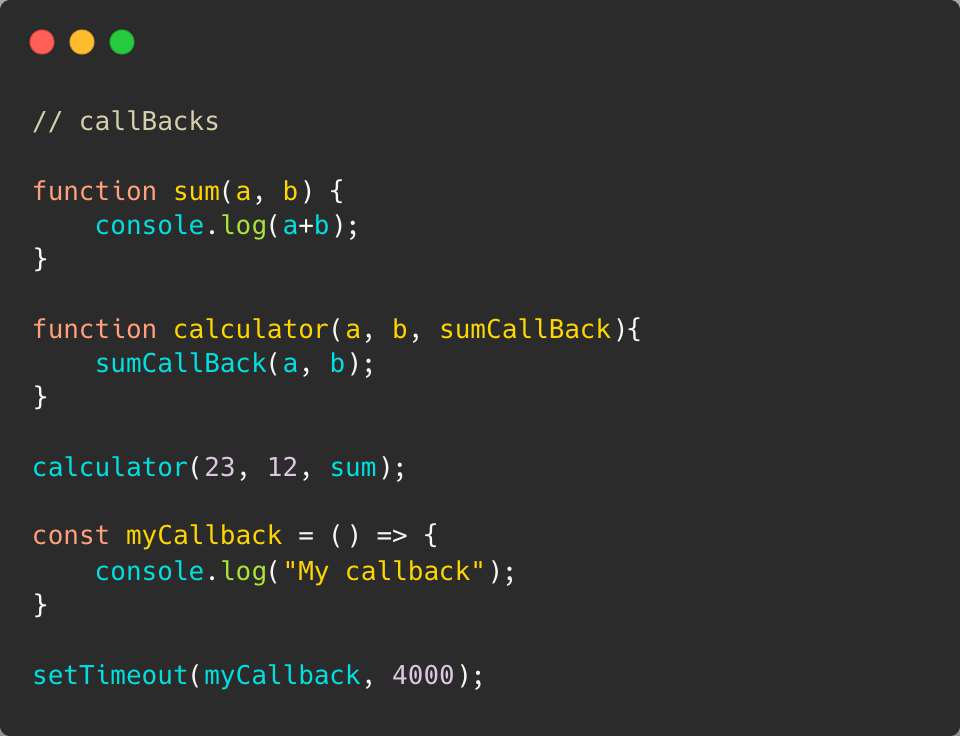 // callBacks
function sum(a, b) {
    console.log(a+b);
}
function calculator(a, b, sumCallBack){
    sumCallBack(a, b);
}
calculator(23, 12, sum);
const myCallback = () => {
    console.log("My callback");
}
setTimeout(myCallback, 4000);